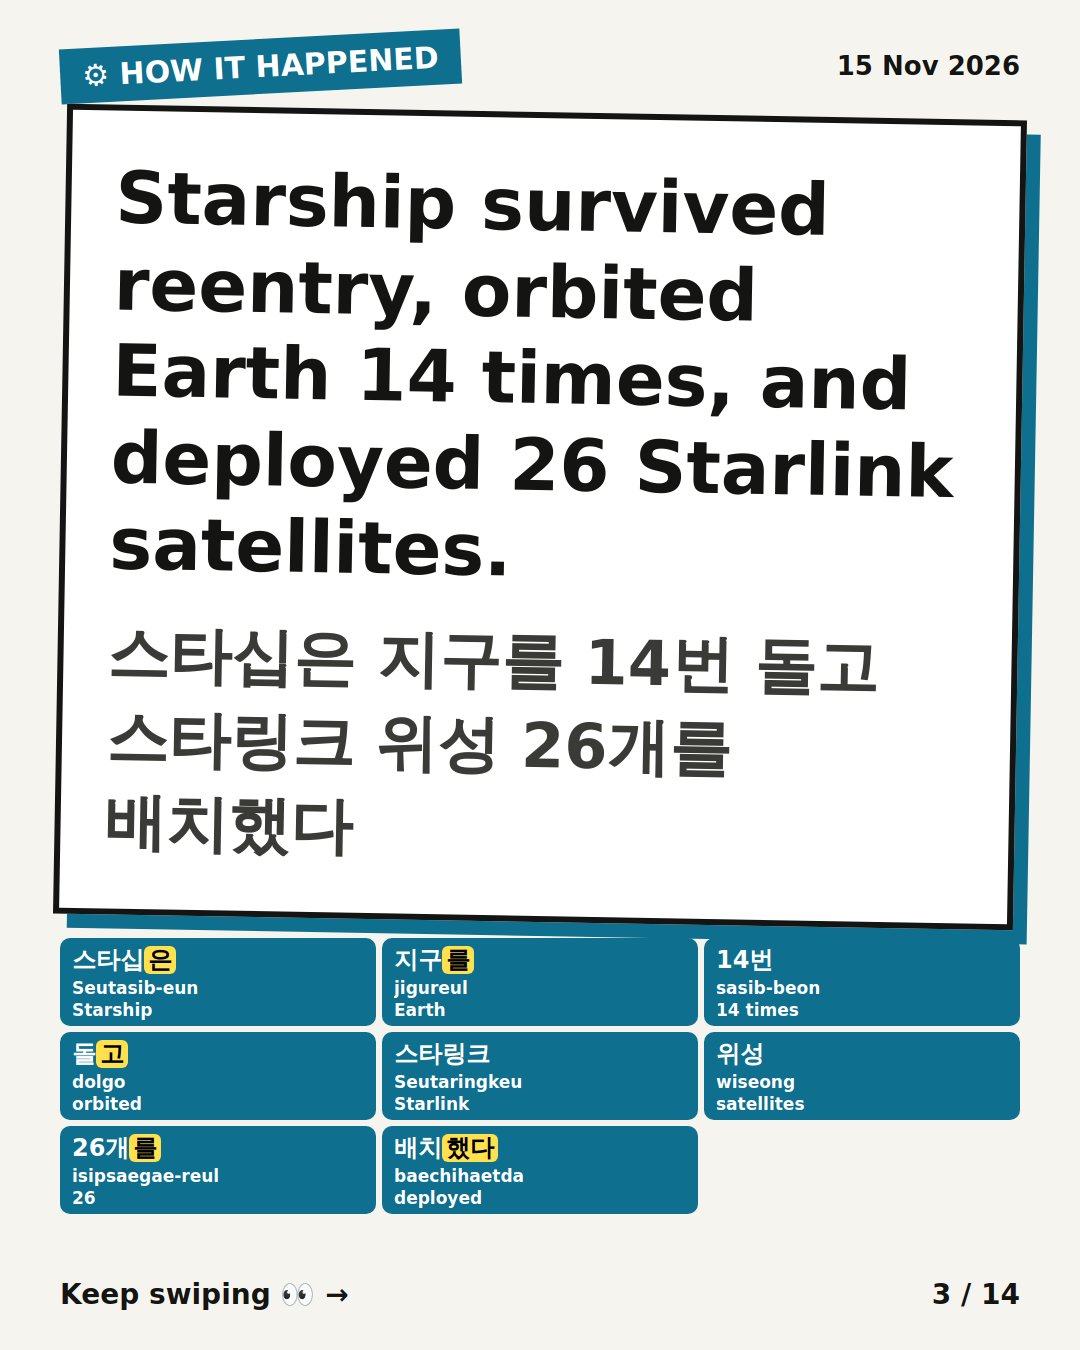 ⚙ HOW IT HAPPENED
15 Nov 2026
Starship survived
reentry, orbited
Earth 14 times, and
deployed 26 Starlink
satellites.
스타십은 지구를 14번 돌고
스타링크 위성 26개를
배치했다
스타십은
Seutasib-eun
Starship
지구를
jigureul
Earth
14번
sasib-beon
14 times
돌고
dolgo
orbited
스타링크
Seutaringkeu
Starlink
위성
wiseong
satellites
26개를
isipsaegae-reul
26
배치했다
baechihaetda
deployed
Keep swiping 👀 →
3 / 14